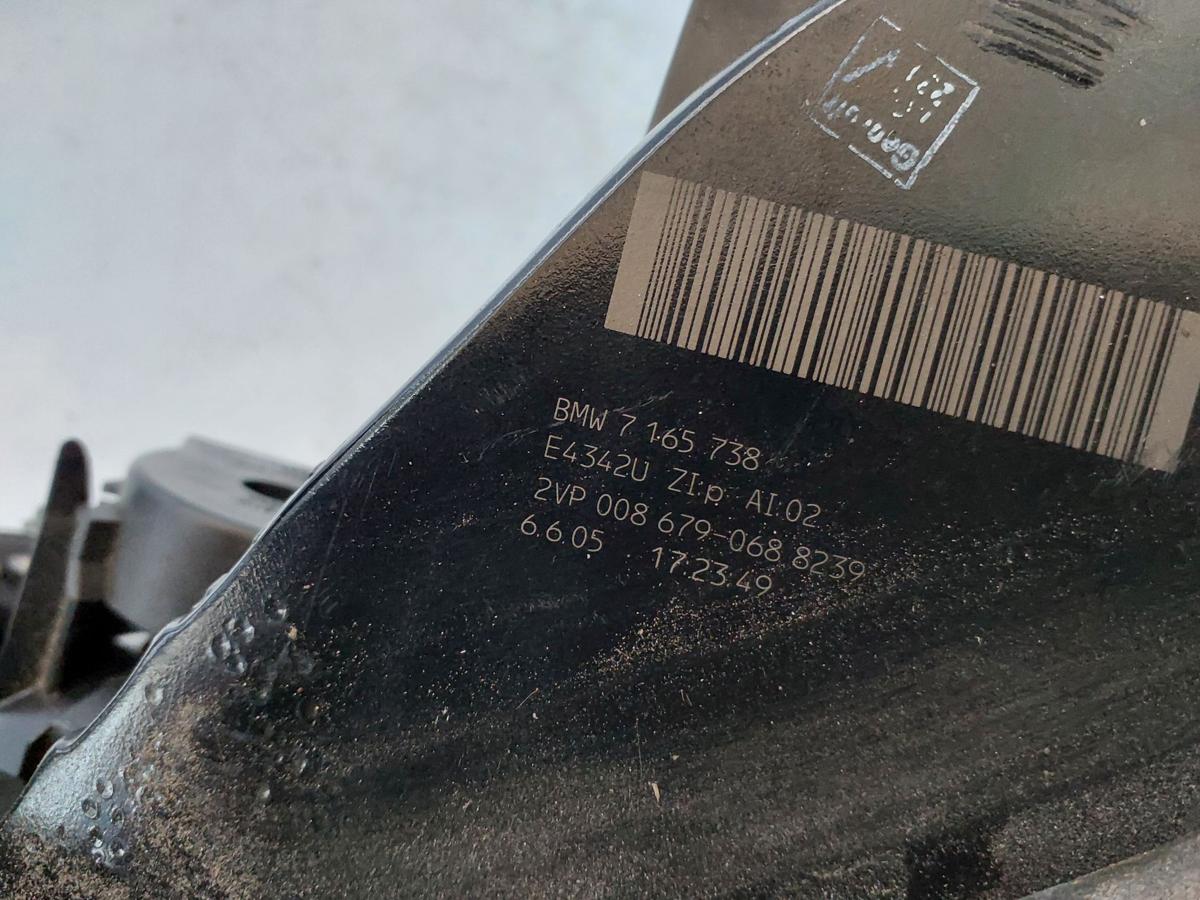 BMW 7 165 738
E4342U ZI:p AI:02
2VP 008 679-068 8239
6.6.05 17:23:49